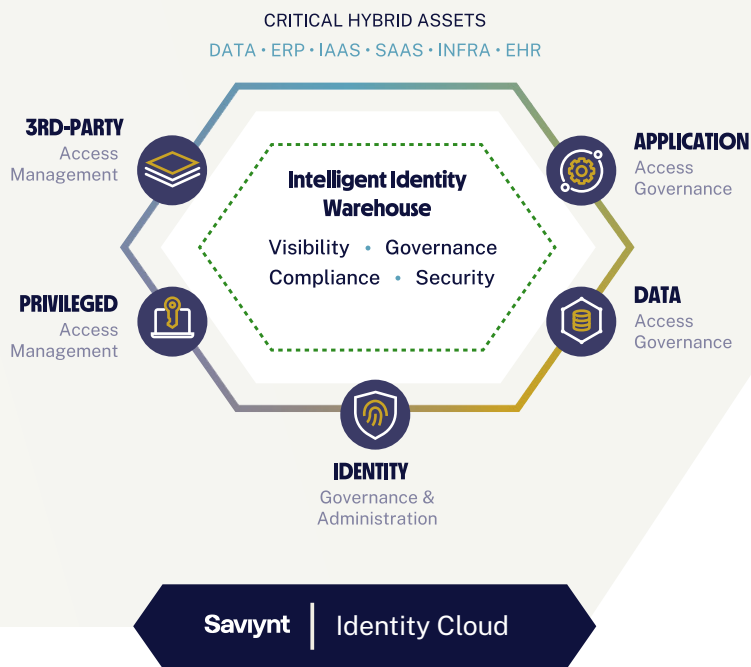 CRITICAL HYBRID ASSETS
DATA • ERP • IAAS • SAAS • INFRA • EHR
3RD-PARTY
Access
Management
APPLICATION
Access
Governance
Intelligent Identity
Warehouse
Visibility • Governance
Compliance • Security
PRIVILEGED
Access
Management
DATA
Access
Governance
IDENTITY
Governance &
Administration
Saviynt | Identity Cloud